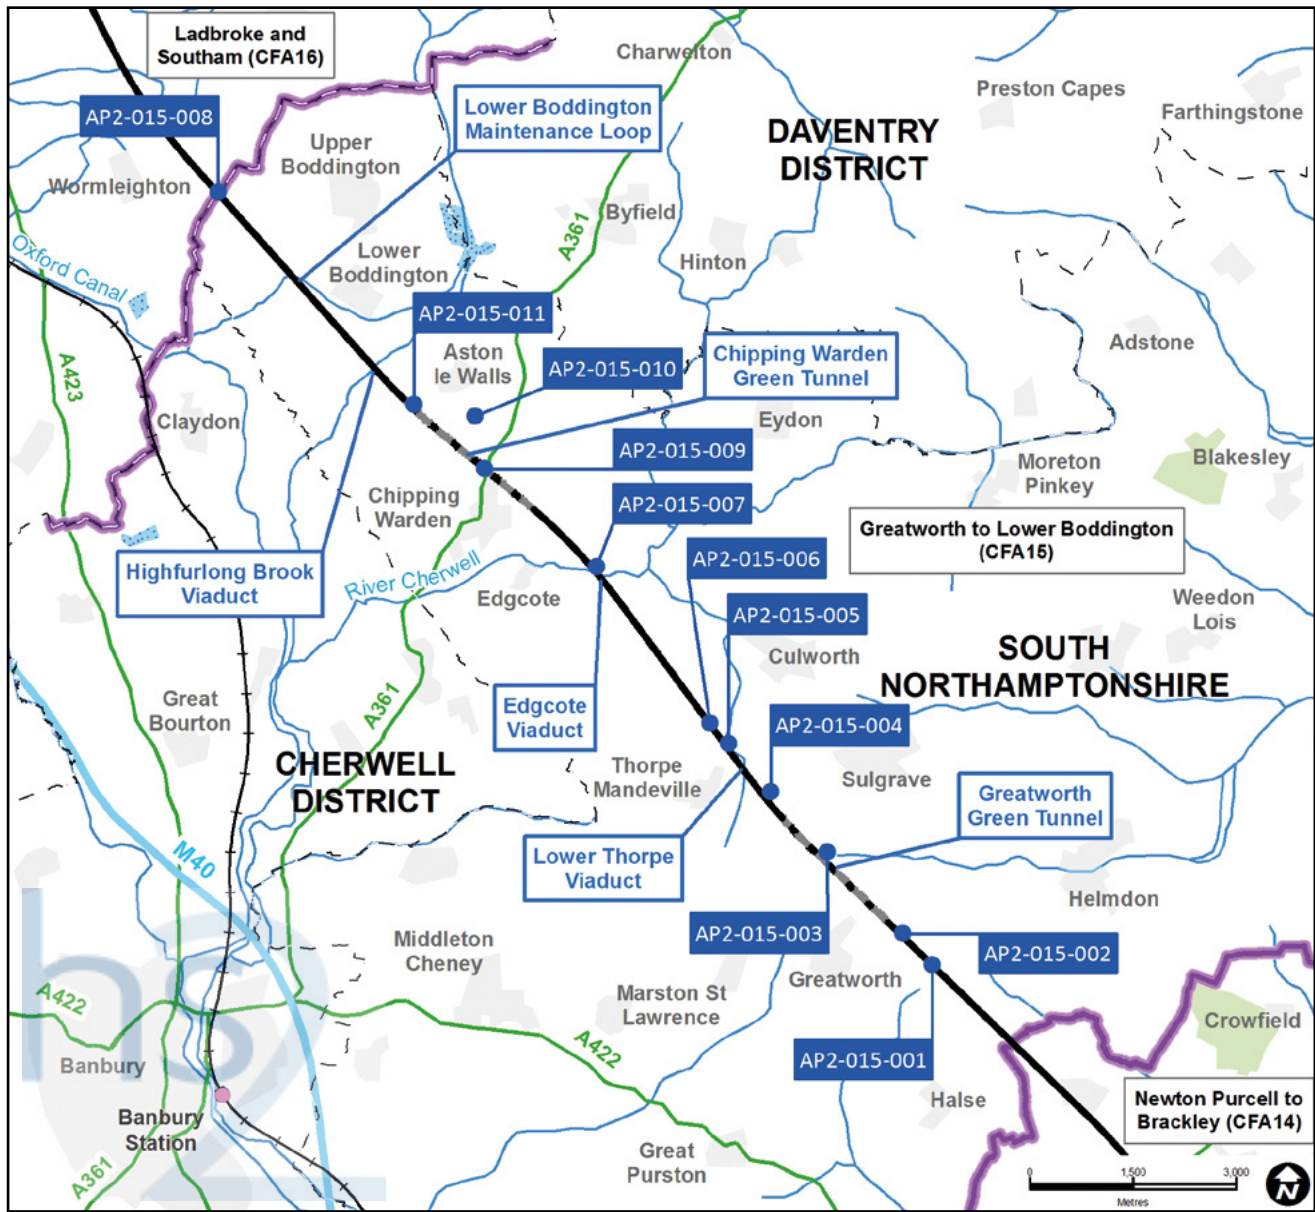 Ladbroke and
Southam (CFA16)
Charwelton
Preston Capes
Farthingstone
AP2-015-008
Lower Boddington
Maintenance Loop
DAVENTRY
DISTRICT
Upper
Boddington
Wormleighton
Byfield
A361
Lower
Boddington
Hinton
Oxford Canal
AP2-015-011
Adstone
Aston
le Walls
AP2-015-010
Chipping Warden
Green Tunnel
A423
Claydon
Eydon
AP2-015-009
Moreton
Pinkey
Blakesley
Chipping
Warden
AP2-015-007
Greatworth to Lower Boddington
(CFA15)
AP2-015-006
Highfurlong Brook
Viaduct
River Cherwell
Edgcote
AP2-015-005
Weedon
Lois
Culworth
SOUTH
NORTHAMPTONSHIRE
Great
Bourton
A361
Edgcote
Viaduct
AP2-015-004
CHERWELL
DISTRICT
Thorpe
Mandeville
Sulgrave
Greatworth
Green Tunnel
M40
Lower Thorpe
Viaduct
Helmdon
AP2-015-003
AP2-015-002
Middleton
Cheney
Greatworth
Marston St
Lawrence
hs2
A422
Crowfield
A422
Banbury
AP2-015-001
Halse
Newton Purcell to
Brackley (CFA14)
Banbury
Station
Great
Purston
A361
0 1,500 3,000
Metres
N